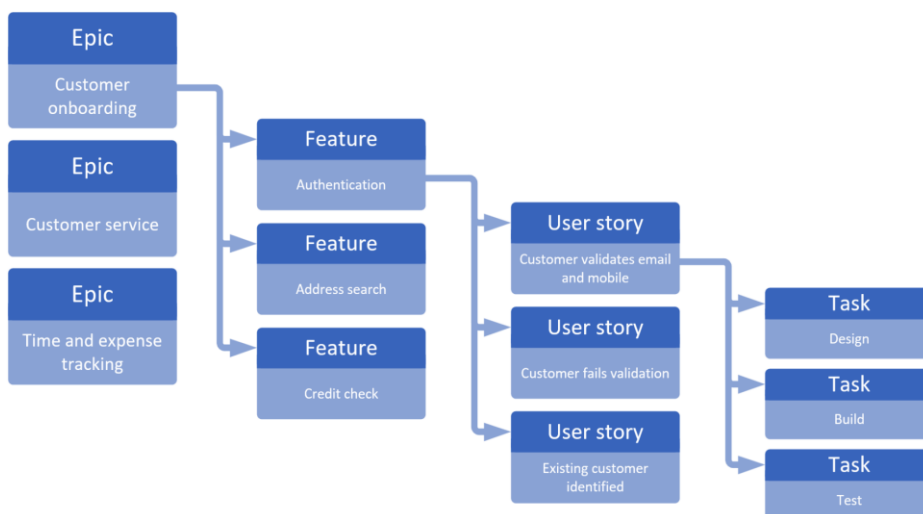 Epic
Customer
onboarding
Epic
Customer service
Epic
Time and expense
tracking
Feature
Authentication
Feature
Address search
Feature
Credit check
User story
Customer validates email
and mobile
User story
Customer fails validation
User story
Existing customer
identified
Task
Design
Task
Build
Task
Test